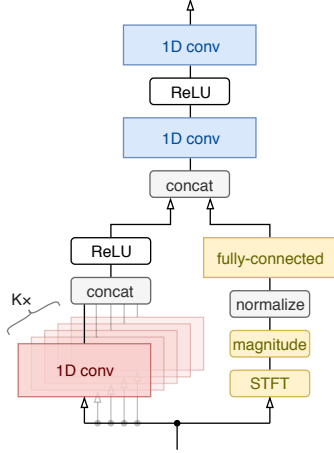 1D conv
ReLU
1D conv
concat
ReLU
fully-connected
concat
normalize
K×
magnitude
1D conv
STFT